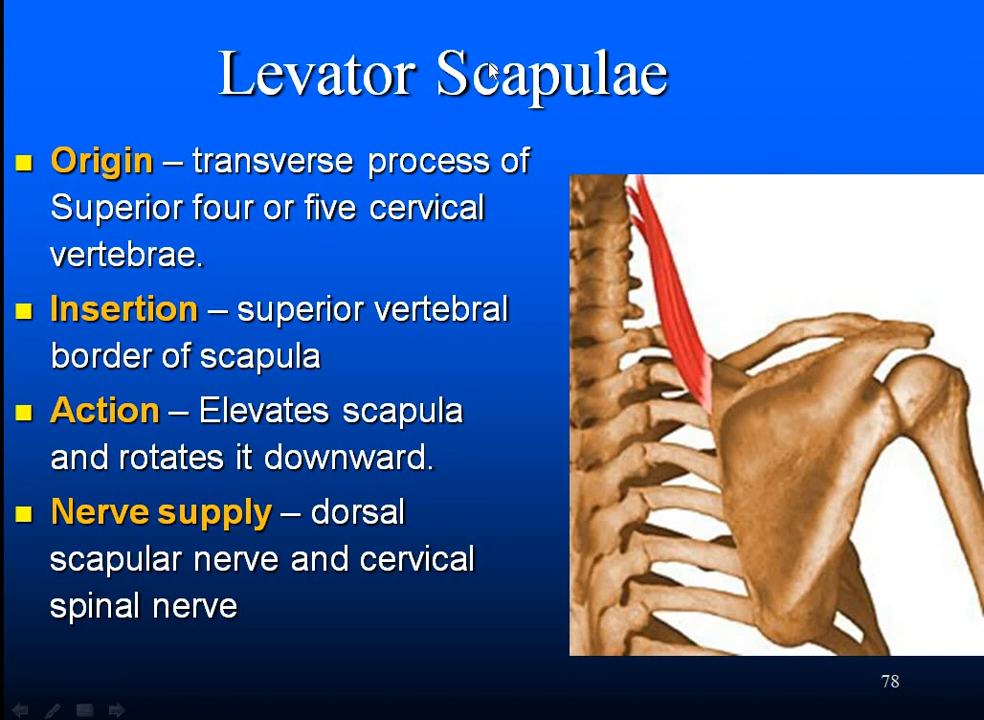 Levator Scapulae
Origin – transverse process of
Superior four or five cervical
vertebrae.
Insertion – superior vertebral
border of scapula
Action – Elevates scapula
and rotates it downward.
Nerve supply – dorsal
scapular nerve and cervical
spinal nerve
78